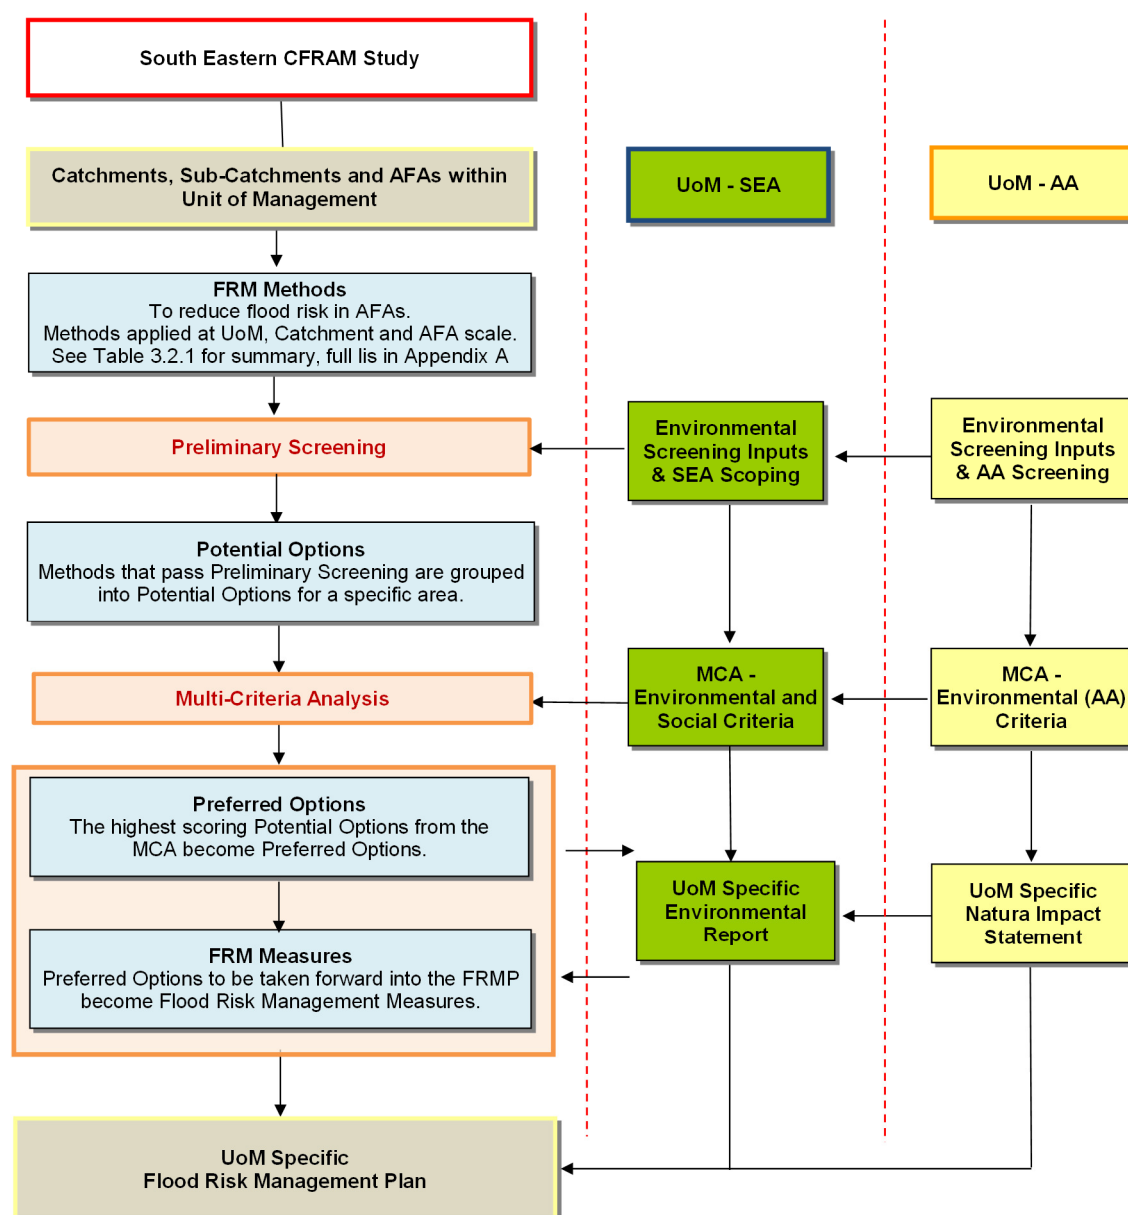 South Eastern CFRAM Study
Catchments, Sub-Catchments and AFAs within
Unit of Management
UoM - SEA
UoM - AA
FRM Methods
To reduce flood risk in AFAs.
Methods applied at UoM, Catchment and AFA scale.
See Table 3.2.1 for summary, full lis in Appendix A
Preliminary Screening
Environmental
Screening Inputs
& SEA Scoping
Environmental
Screening Inputs
& AA Screening
Potential Options
Methods that pass Preliminary Screening are grouped
into Potential Options for a specific area.
Multi-Criteria Analysis
MCA -
Environmental and
Social Criteria
MCA -
Environmental (AA)
Criteria
Preferred Options
The highest scoring Potential Options from the
MCA become Preferred Options.
FRM Measures
Preferred Options to be taken forward into the FRMP
become Flood Risk Management Measures.
UoM Specific
Environmental
Report
UoM Specific
Natura Impact
Statement
UoM Specific
Flood Risk Management Plan